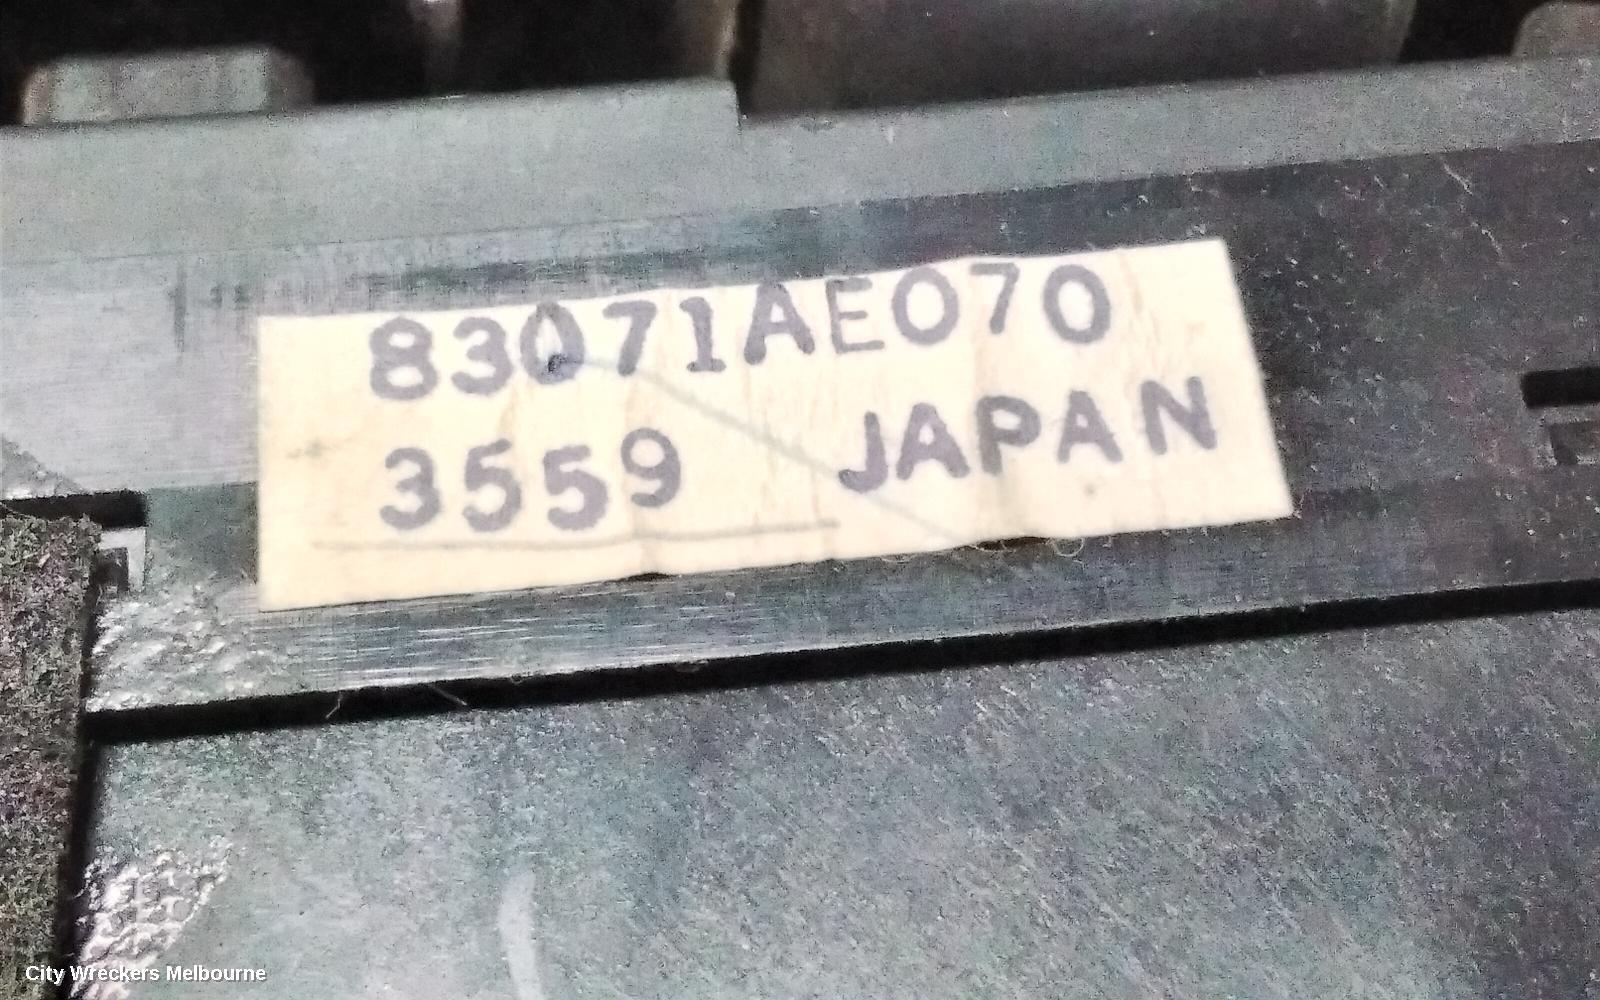 83071AE070
3559 JAPAN
City Wreckers Melbourne